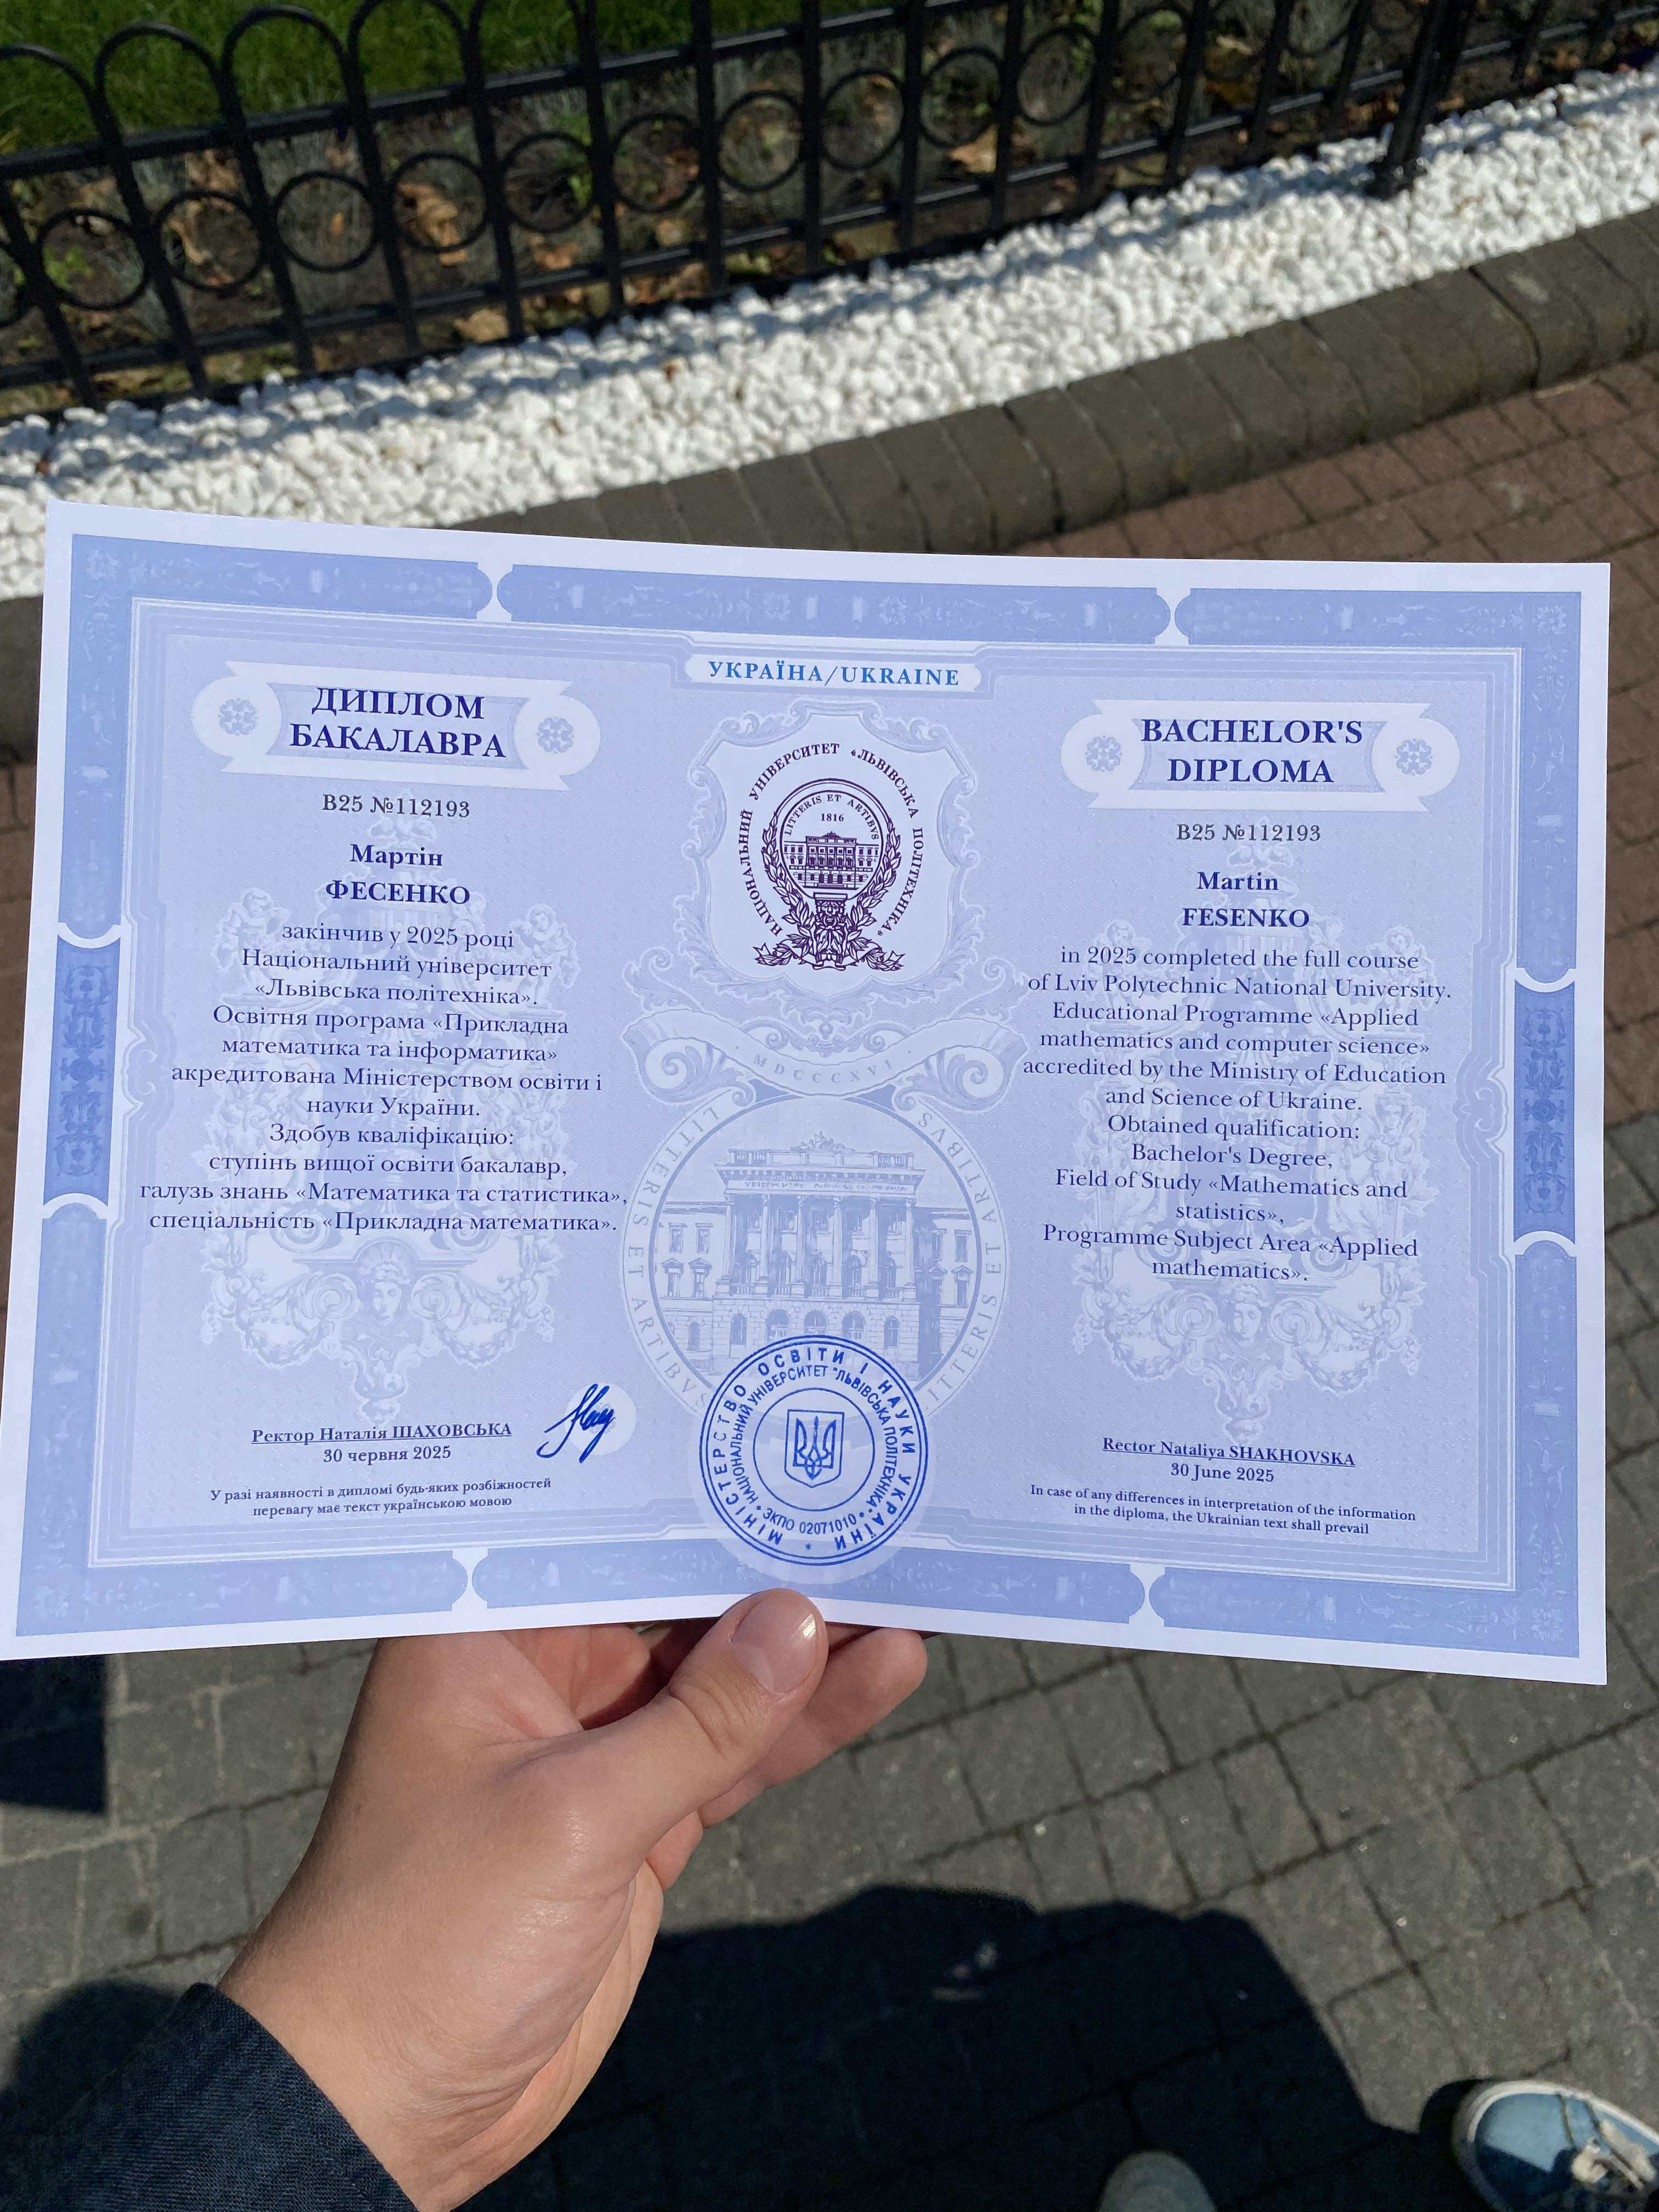 УКРАЇНА/UKRAINE
ДИПЛОМ
БАКАЛАВРА
B25 №112193
Мартін
ФЕСЕНКО
закінчив у 2025 році
Національний університет
«Львівська політехніка».
Освітня програма «Прикладна
математика та інформатика»
акредитована Міністерством освіти і
науки України.
Здобув кваліфікацію:
ступінь вищої освіти бакалавр,
галузь знань «Математика та статистика»,
спеціальність «Прикладна математика».
Ректор Наталія ШАХОВСЬКА
30 червня 2025
У разі наявності в дипломі будь-яких розбіжностей
перевагу має текст українською мовою
НАЦІОНАЛЬНИЙ УНІВЕРСИТЕТ «ЛЬВІВСЬКА ПОЛІТЕХНІКА»
LITTERIS ET ARTIBVS
1816
MDCCCXVI
LITTERIS ET ARTIBVS
LITTERIS ET ARTIBVS
МІНІСТЕРСТВО ОСВІТИ І НАУКИ УКРАЇНИ *
НАЦІОНАЛЬНИЙ УНІВЕРСИТЕТ "ЛЬВІВСЬКА ПОЛІТЕХНІКА"
ЗКПО 02071010
BACHELOR'S
DIPLOMA
B25 №112193
Martin
FESENKO
in 2025 completed the full course
of Lviv Polytechnic National University.
Educational Programme «Applied
mathematics and computer science»
accredited by the Ministry of Education
and Science of Ukraine.
Obtained qualification:
Bachelor's Degree,
Field of Study «Mathematics and
statistics»,
Programme Subject Area «Applied
mathematics».
Rector Nataliya SHAKHOVSKA
30 June 2025
In case of any differences in interpretation of the information
in the diploma, the Ukrainian text shall prevail